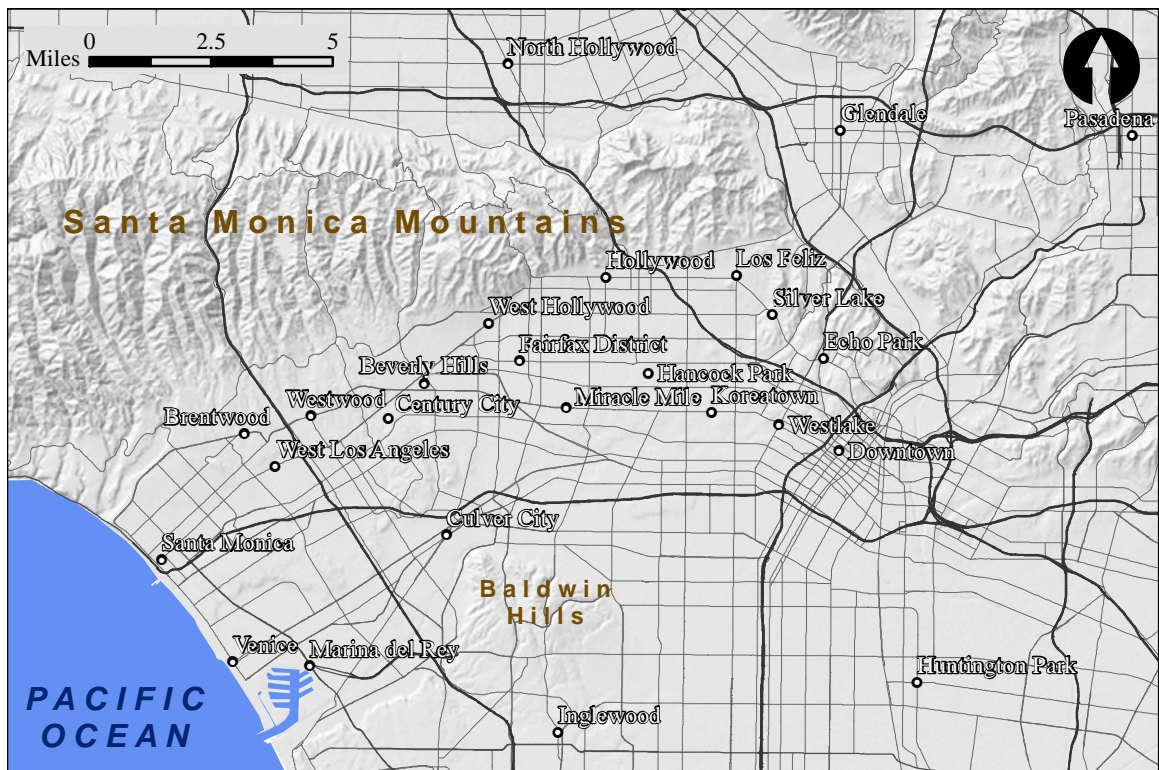 0 2.5 5
Miles
North Hollywood
Glendale
Pasadena
Santa Monica Mountains
Hollywood
Los Feliz
Silver Lake
West Hollywood
Echo Park
Fairfax District
Beverly Hills
Hancock Park
Westwood
Century City
Miracle Mile
Koreatown
Brentwood
Westlake
West Los Angeles
Downtown
Culver City
Santa Monica
Baldwin
Hills
Venice
Marina del Rey
Huntington Park
PACIFIC
OCEAN
Inglewood